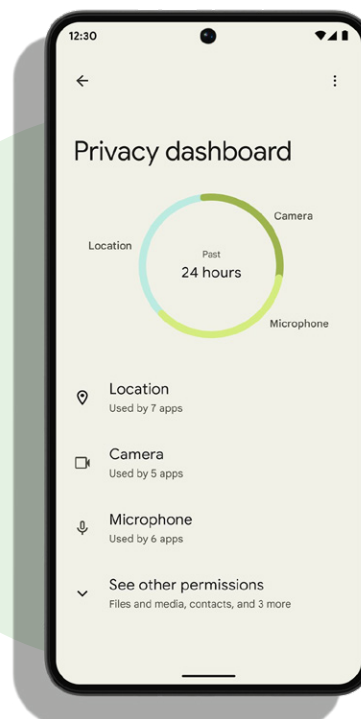 12:30
Privacy dashboard
Location
Camera
Past
24 hours
Microphone
Location
Used by 7 apps
Camera
Used by 5 apps
Microphone
Used by 6 apps
See other permissions
Files and media, contacts, and 3 more